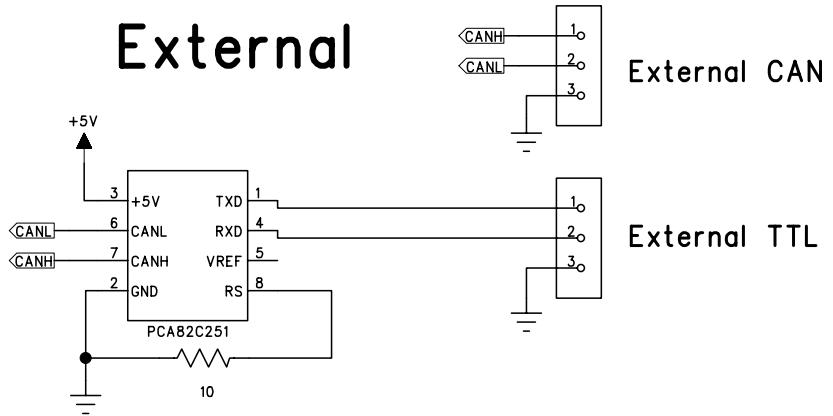 External
CANH 1
CANL 2
3
External CAN
+5V
3 +5V TXD 1
6 CANL RXD 4
7 CANH VREF 5
2 GND RS 8
CANL
CANH
PCA82C251
10
1
2
3
External TTL